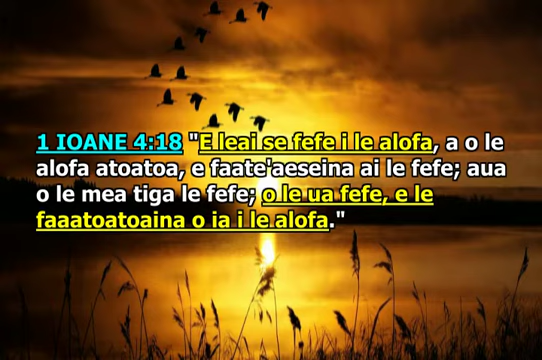 1 IOANE 4:18 "E leai se fefe i le alofa, a o le
alofa atoatoa, e faate'aeseina ai le fefe; aua
o le mea tiga le fefe; o le ua fefe, e le
faaatoatoaina o ia i le alofa."